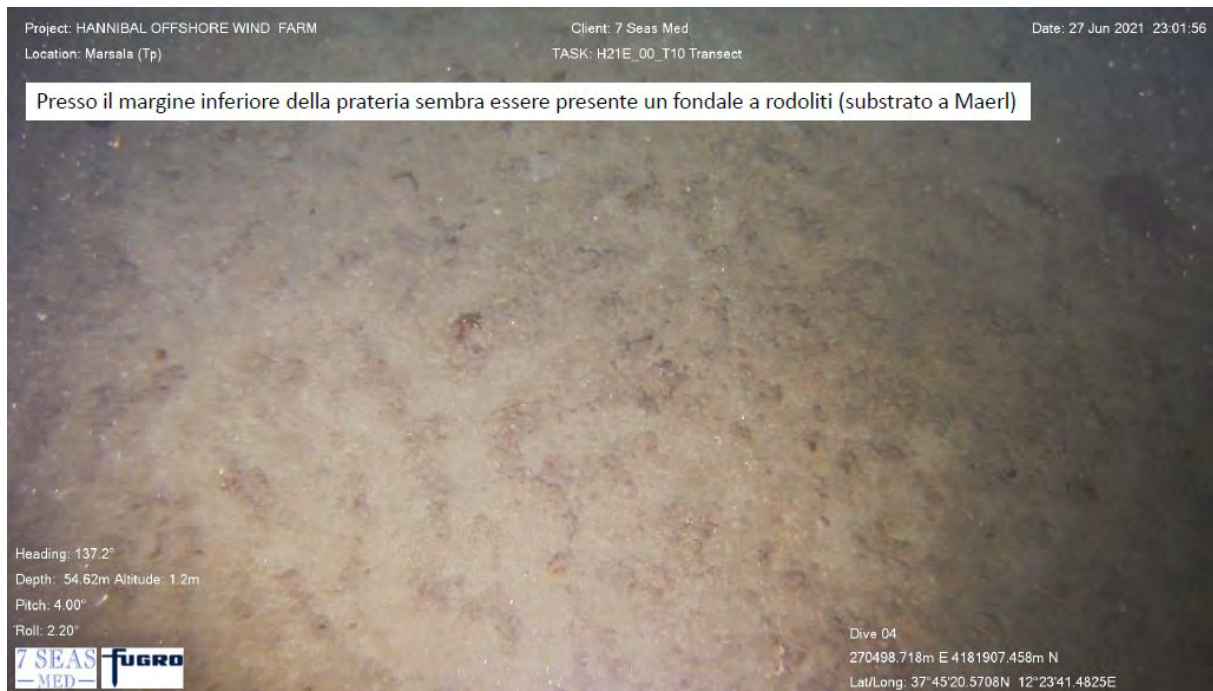 Project: HANNIBAL OFFSHORE WIND FARM
Client: 7 Seas Med
Date: 27 Jun 2021 23:01:56
Location: Marsala (Tp)
TASK: H21E_00_T10 Transect
Presso il margine inferiore della prateria sembra essere presente un fondale a rodoliti (substrato a Maerl)
Heading: 137.2°
Depth: 54.62m Altitude: 1.2m
Pitch: 4.00°
Roll: 2.20°
7 SEAS
MED
FUGRO
Dive 04
270498.718m E 4181907.458m N
Lat/Long: 37°45'20.5708N 12°23'41.4825E